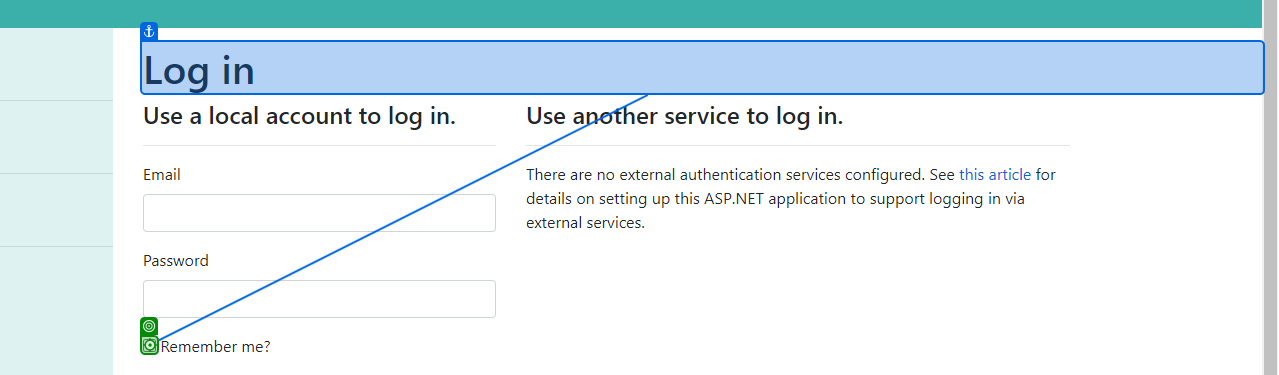 Log in
Use a local account to log in.
Email
Password
Remember me?
Use another service to log in.
There are no external authentication services configured. See this article for
details on setting up this ASP.NET application to support logging in via
external services.